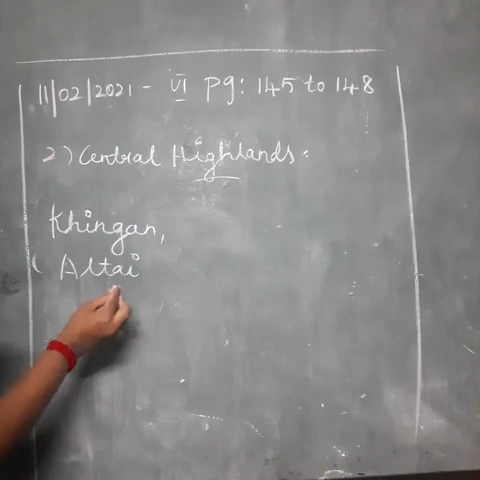 11/02/2021 - VI pg: 145 to 148
2) Central Highlands:
Khingan,
Altai